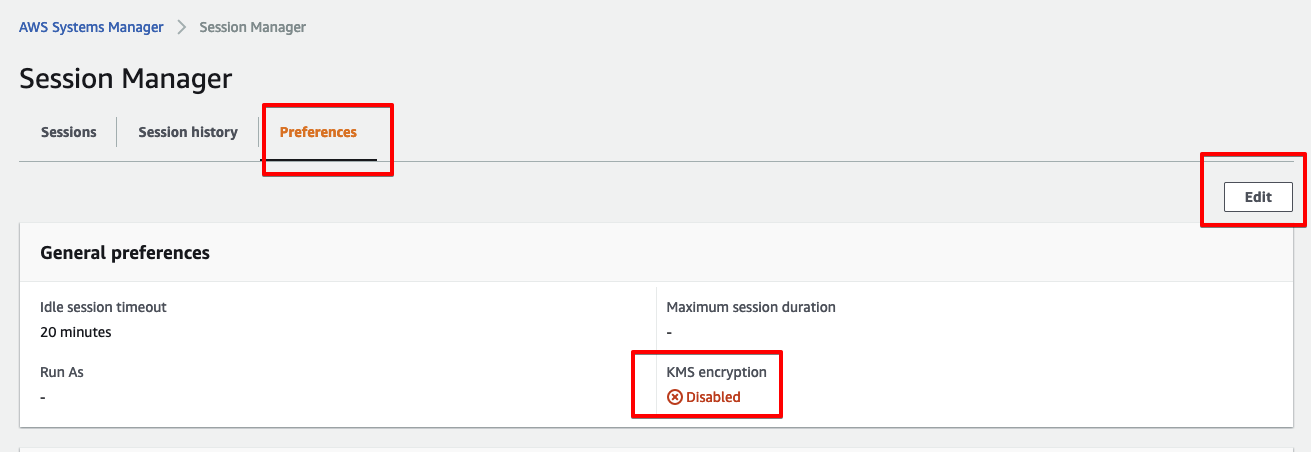 AWS Systems Manager > Session Manager
Session Manager
Sessions Session history Preferences
Edit
General preferences
Idle session timeout
20 minutes
Maximum session duration
-
Run As
-
KMS encryption
Disabled